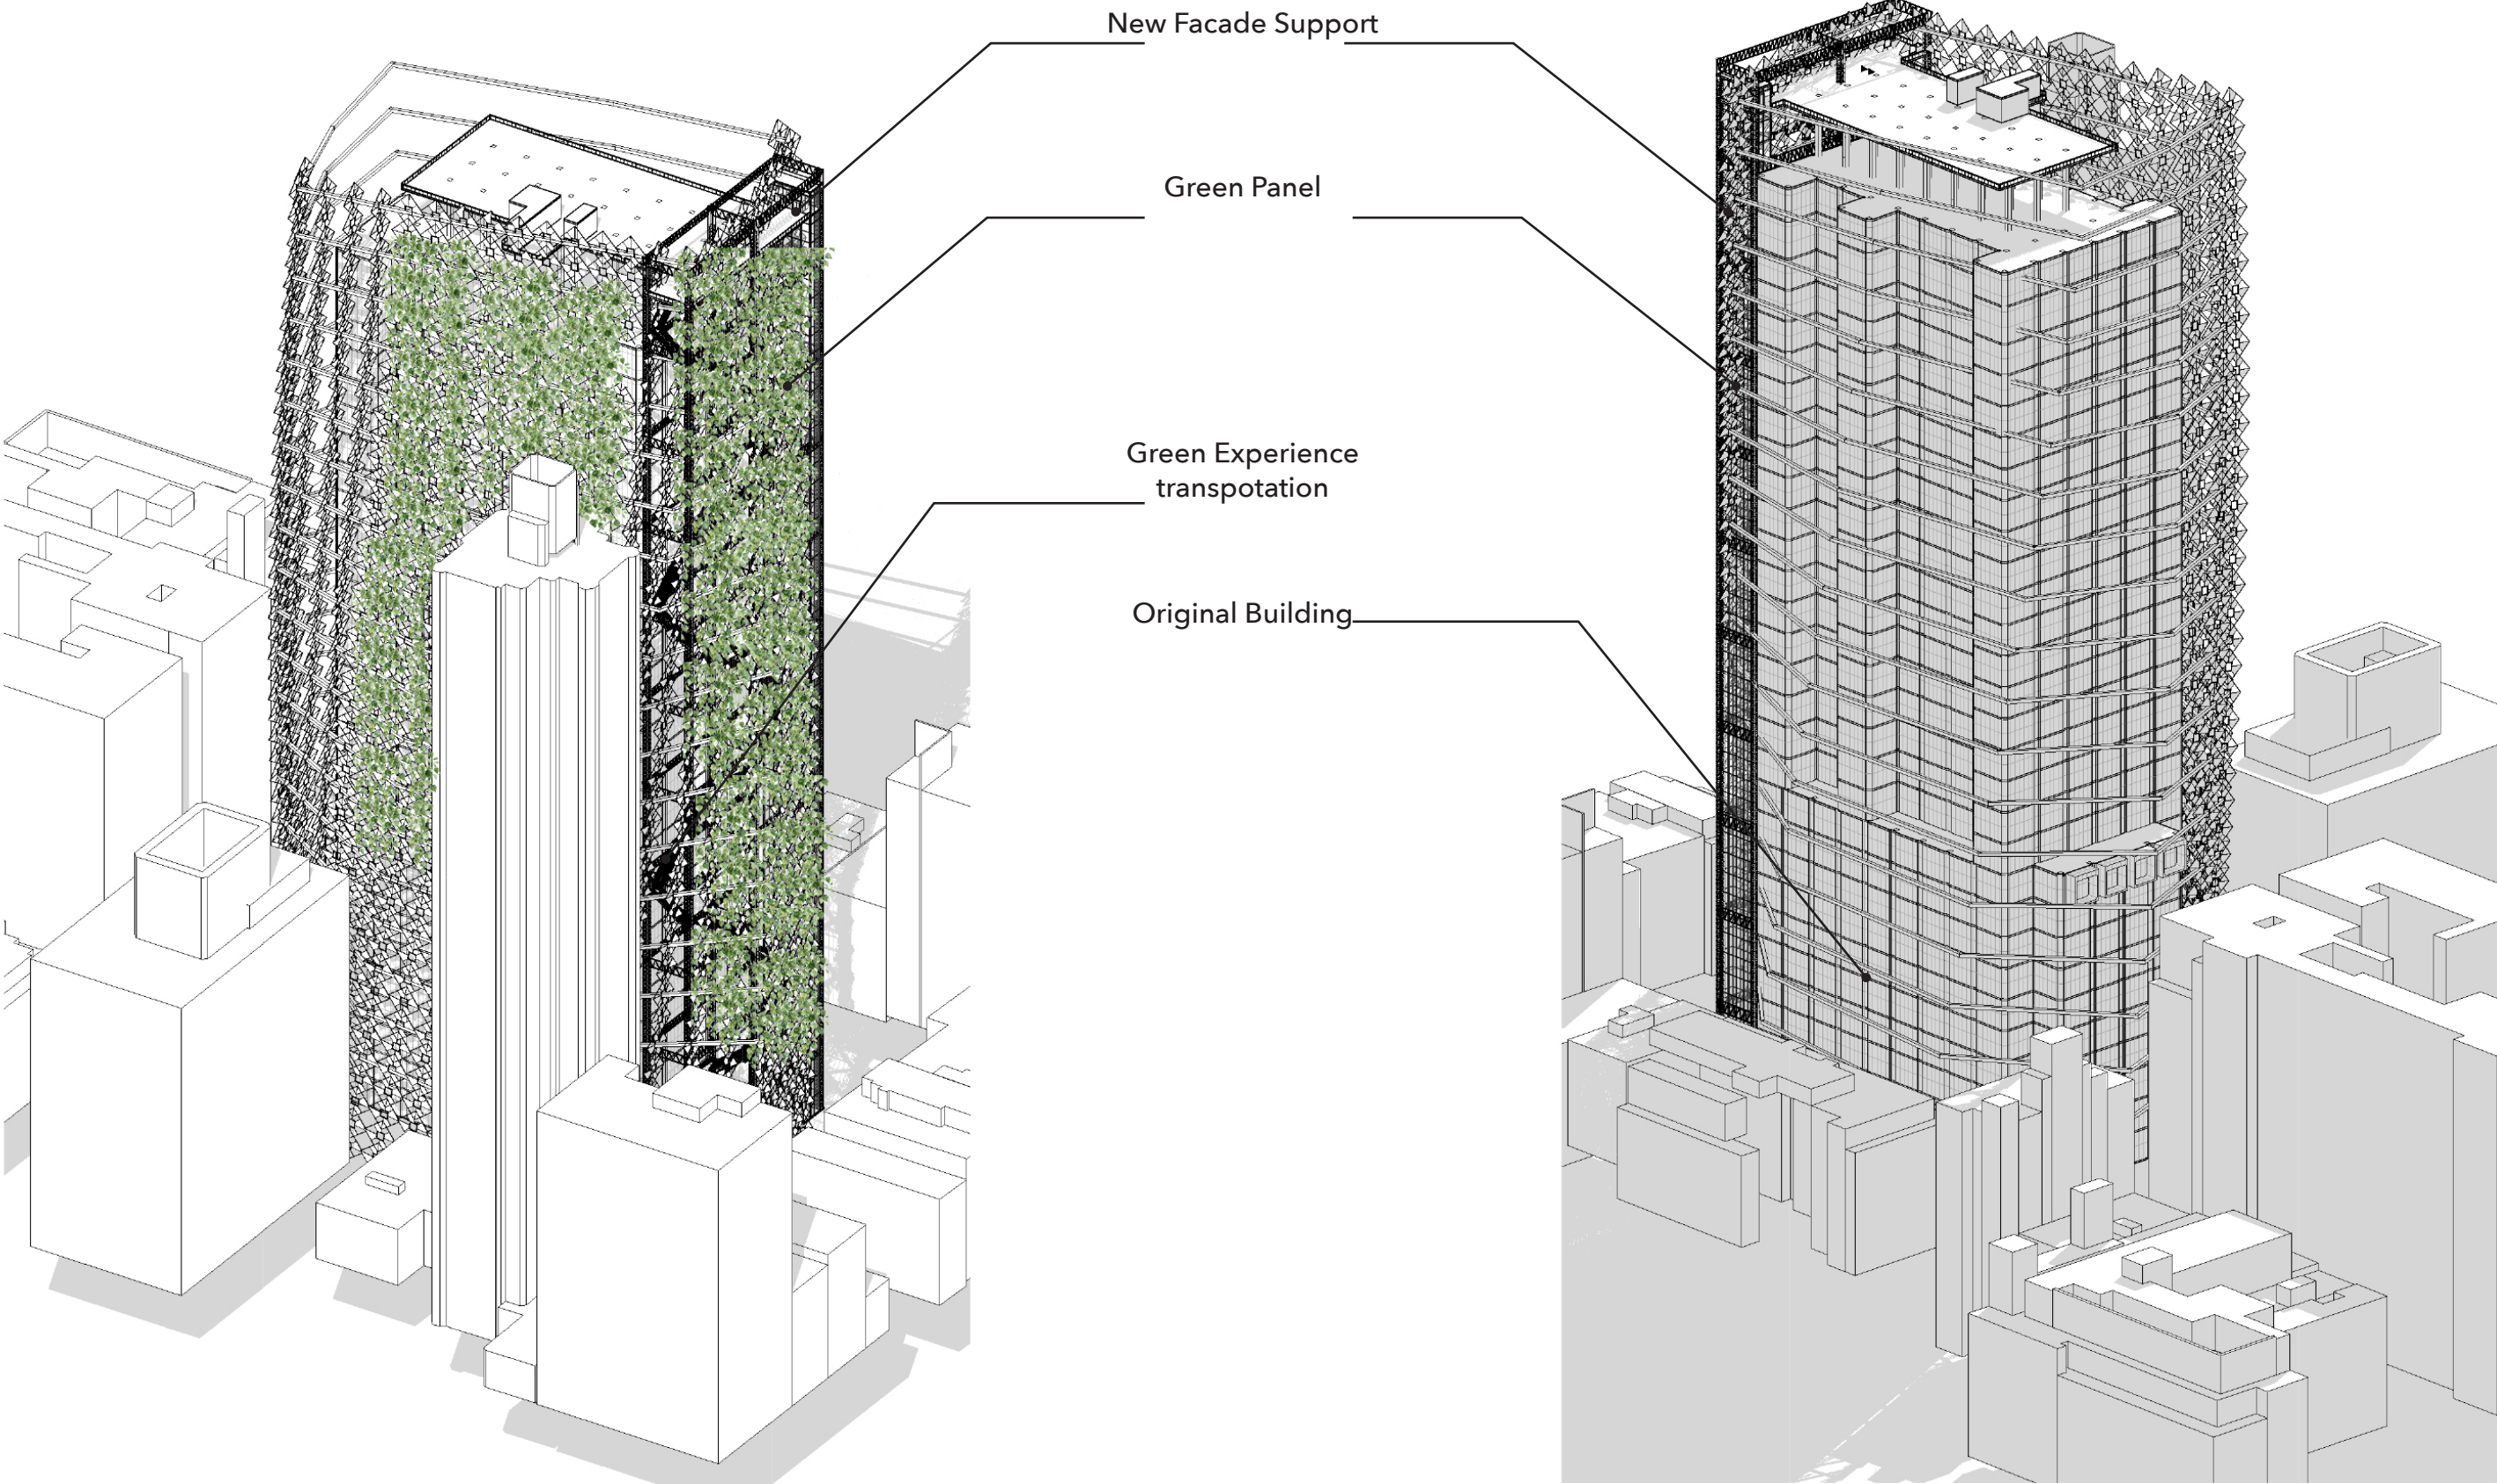 New Facade Support
Green Panel
Green Experience
transpotation
Original Building